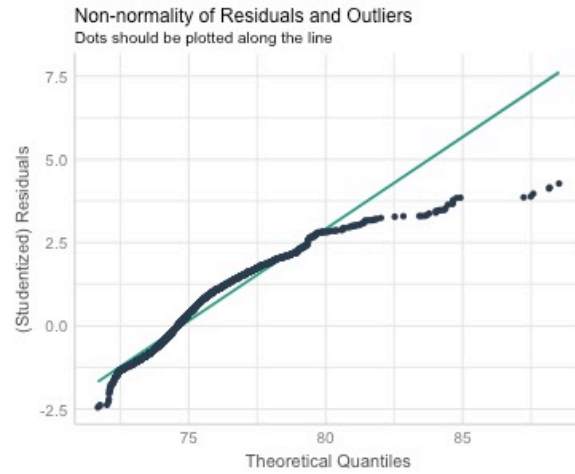 Non-normality of Residuals and Outliers
Dots should be plotted along the line
7.5
5.0
2.5
0.0
-2.5
(Studentized) Residuals
75 80 85
Theoretical Quantiles